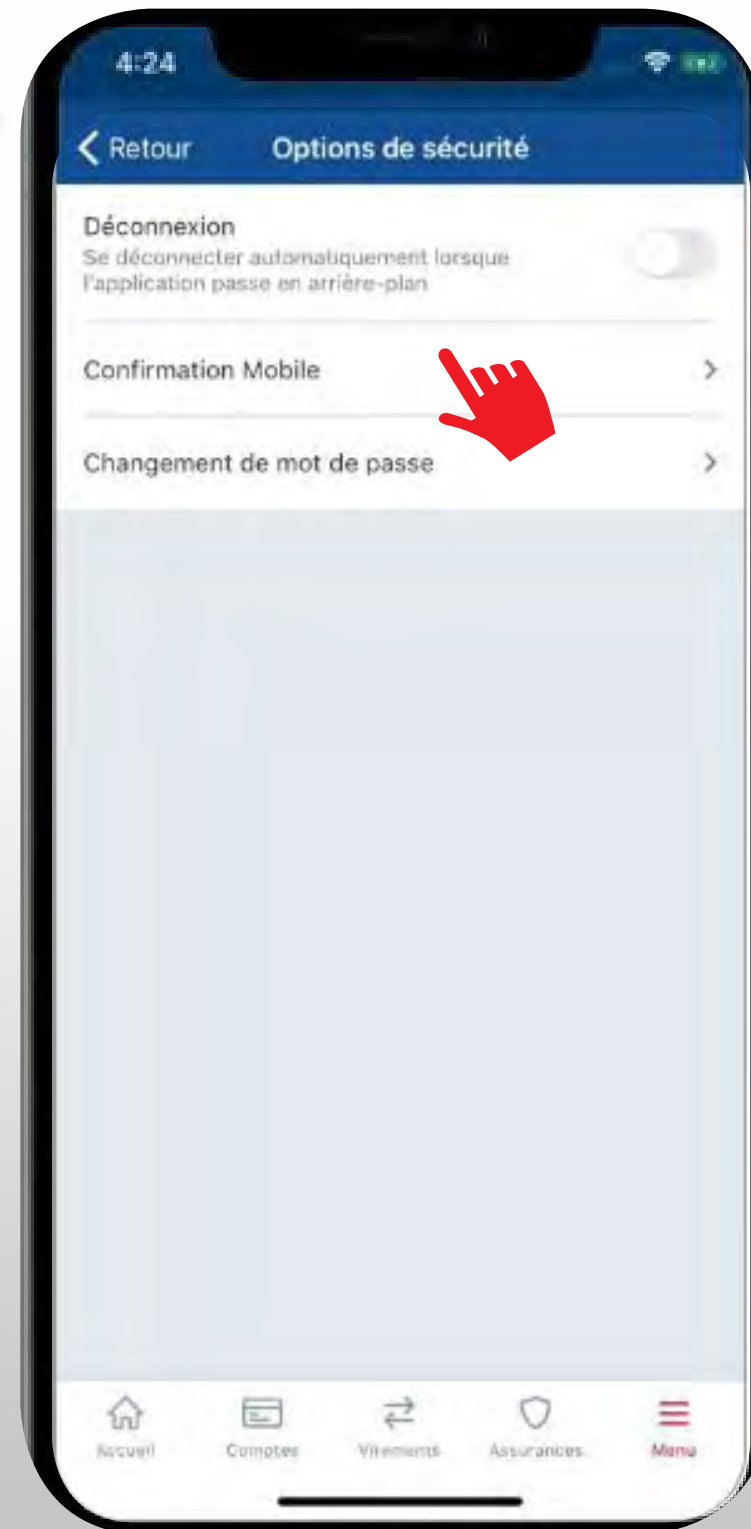 4:24
Retour
Options de sécurité
Déconnexion
Se déconnecter automatiquement lorsque
l'application passe en arrière-plan
Confirmation Mobile
Changement de mot de passe
Accueil
Comptes
Virements
Assurances
Menu